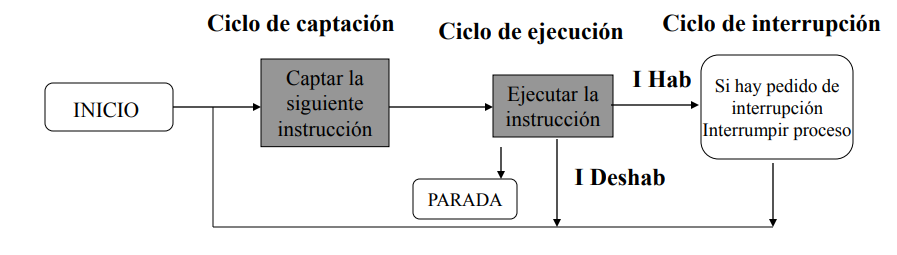 Ciclo de captación
Ciclo de ejecución
Ciclo de interrupción
INICIO
Captar la
siguiente
instrucción
Ejecutar la
instrucción
I Hab
Si hay pedido de
interrupción
Interrumpir proceso
I Deshab
PARADA